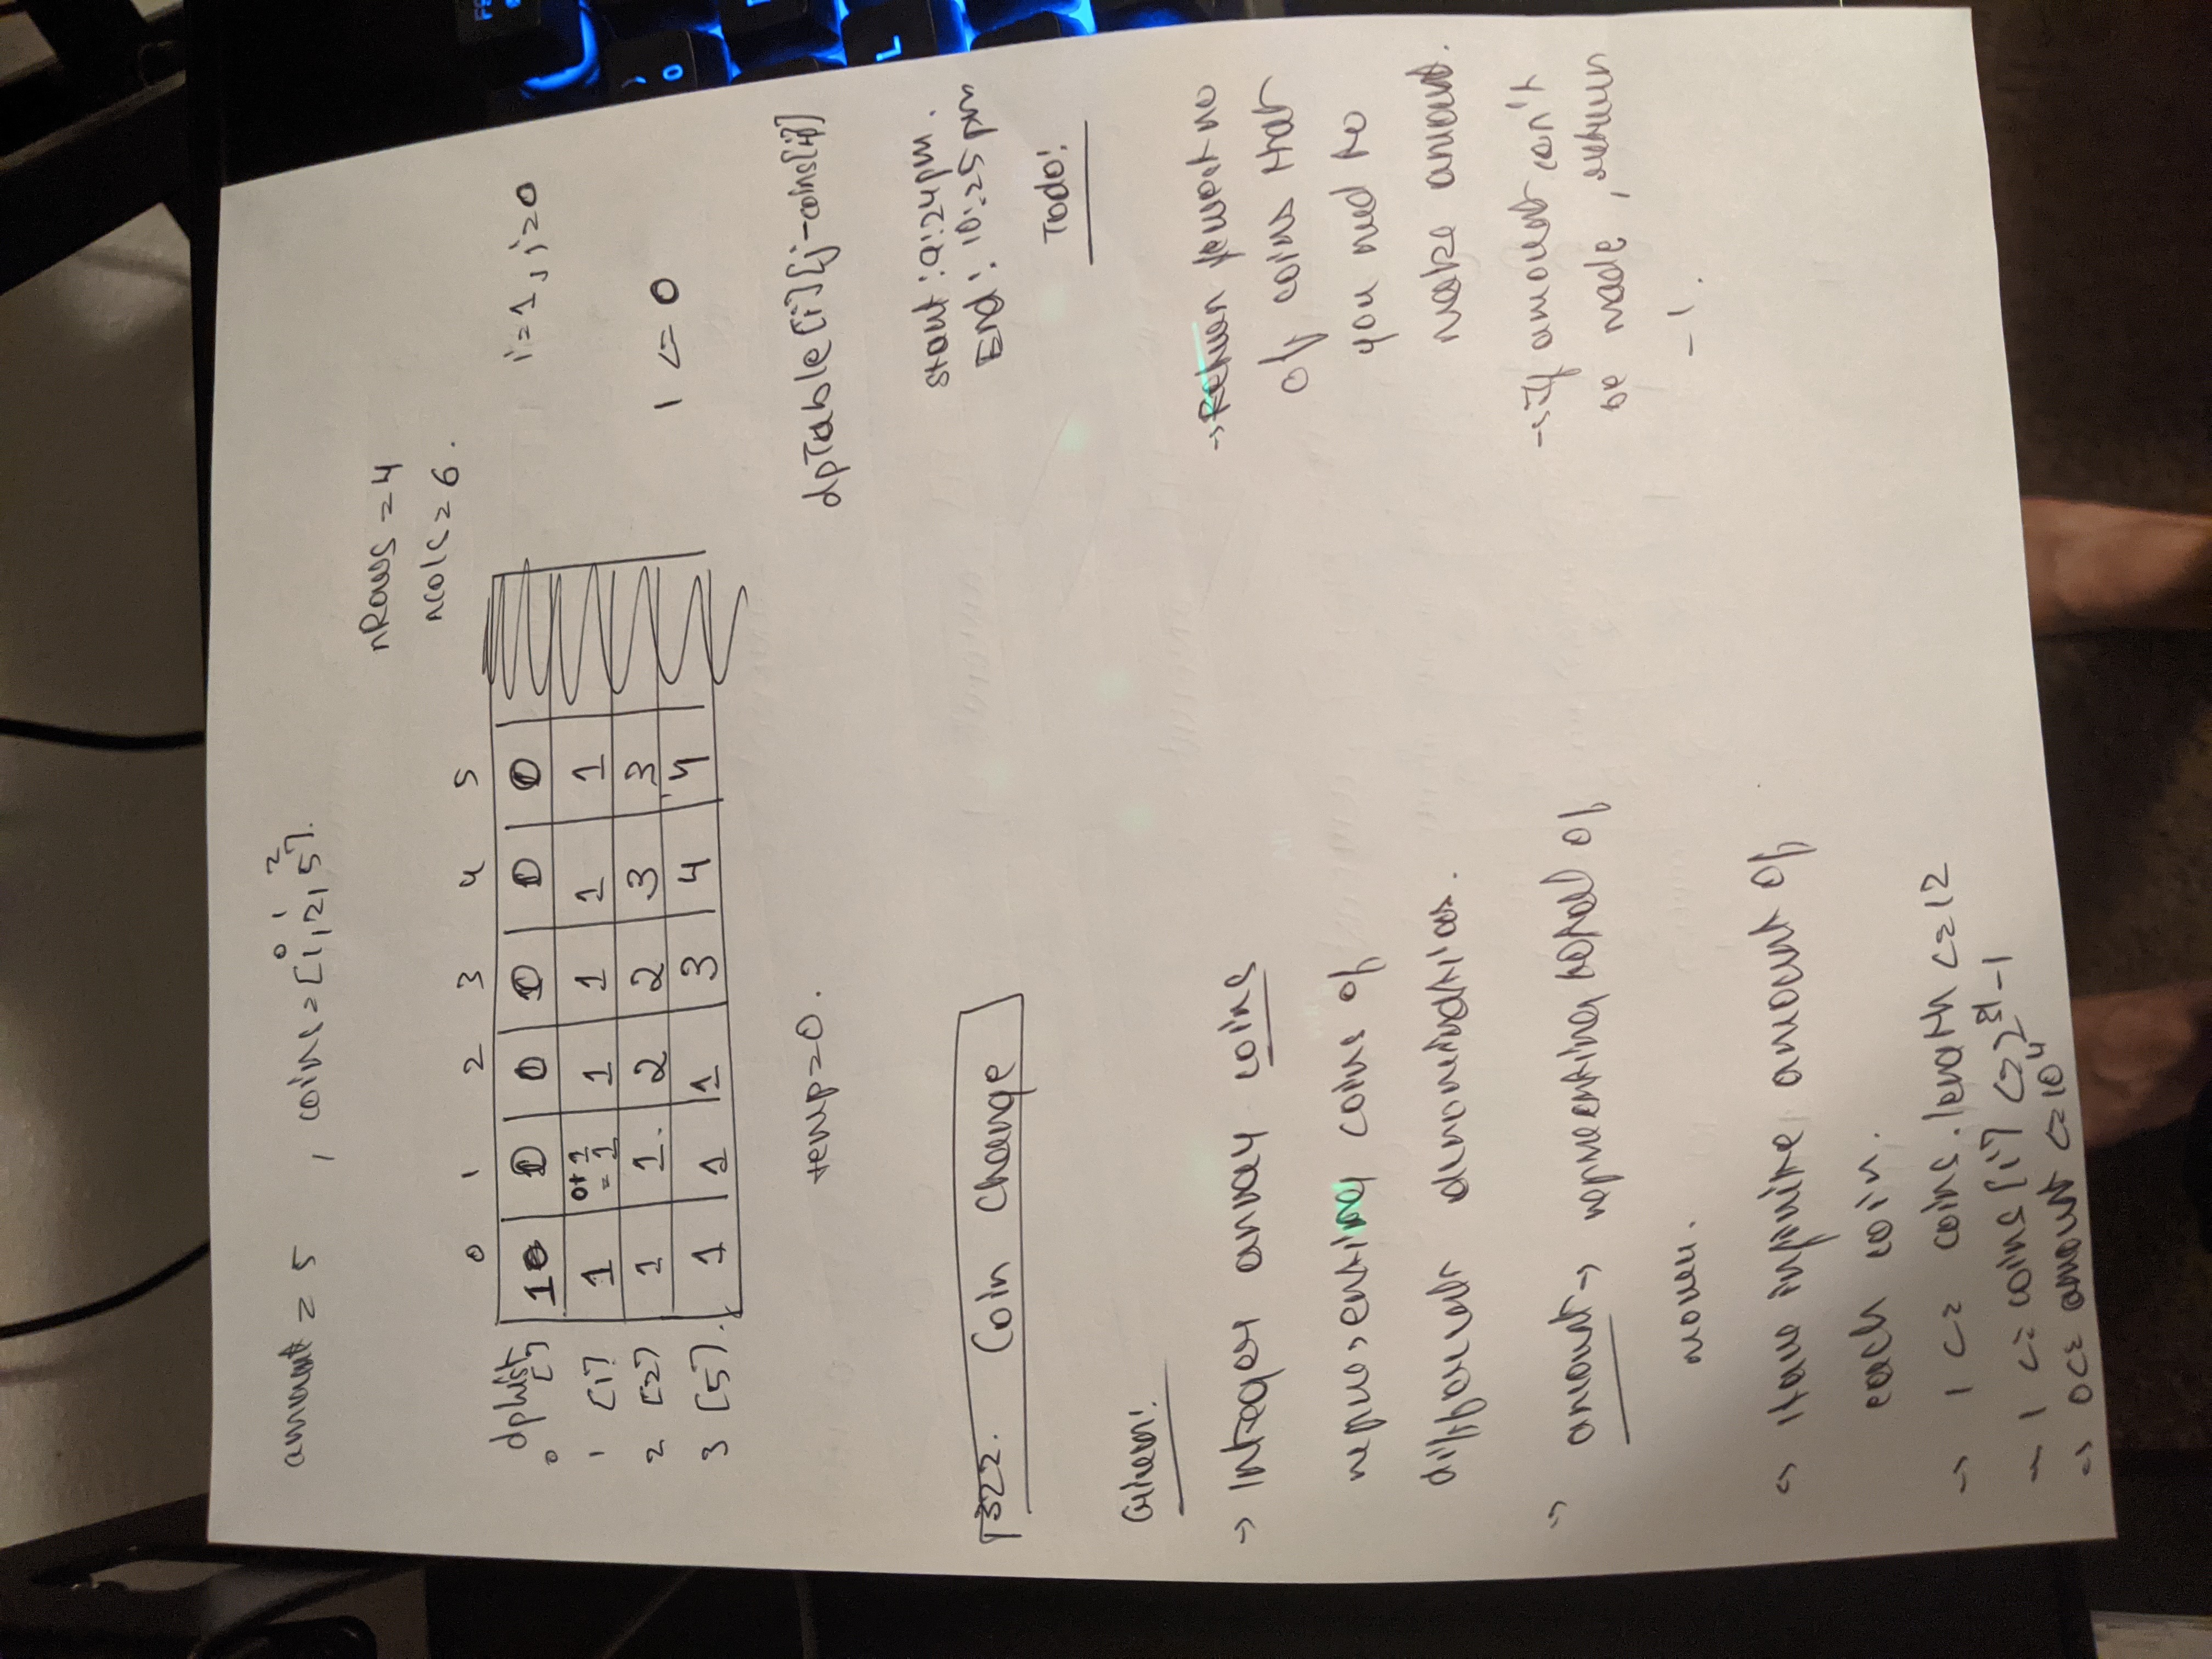 amount = 5 , coins = [1, 2, 5].
0 1 2
nRows = 4
nCols = 6.
0 1 2 3 4 5
dpList
0 [] 1 0 0 0 0 0
i=1, j=0
0+1
1 [1] 1 =1 1 1 1 1
2 [2] 1 1. 2 2 3 3
1 <= 0
3 [5]. 1 1 1 3 4 4
temp=0.
dpTable[i][j-coins[i]]
start: 9:24pm.
End: 10:25 pm
322. Coin Change
Todo:
Given:
→ Integer array coins
representing coins of
different denominations.
→ amount → representing total of
money.
→ Have infinite amount of
each coin.
→ 1 <= coins.length <= 12
→ 1 <= coins[i] <= 2^31 - 1
→ 0 <= amount <= 10^4
→ Return fewest no
of coins that
you need to
make amount.
→ If amount can't
be made, return
-1.
F5
)
0
L